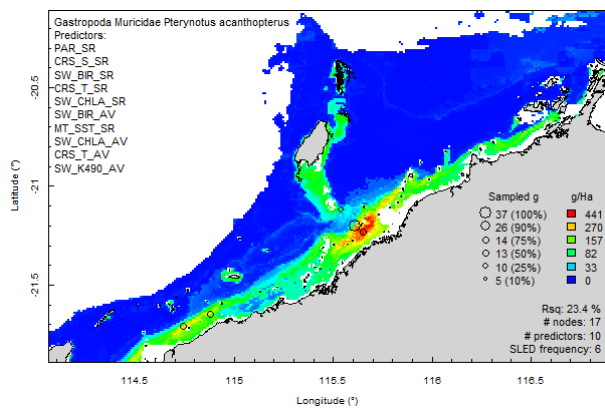 Gastropoda Muricidae Pterynotus acanthopterus
Predictors:
PAR_SR
CRS_S_SR
SW_BIR_SR
CRS_T_SR
SW_CHLA_SR
SW_BIR_AV
MT_SST_SR
SW_CHLA_AV
CRS_T_AV
SW_K490_AV
Latitude (°)
-20.5
-21
-21.5
Sampled g g/Ha
37 (100%) 441
26 (90%) 270
14 (75%) 157
13 (50%) 82
10 (25%) 33
5 (10%) 0
Rsq: 23.4 %
# nodes: 17
# predictors: 10
SLED frequency: 6
114.5 115 115.5 116 116.5
Longitude (°)